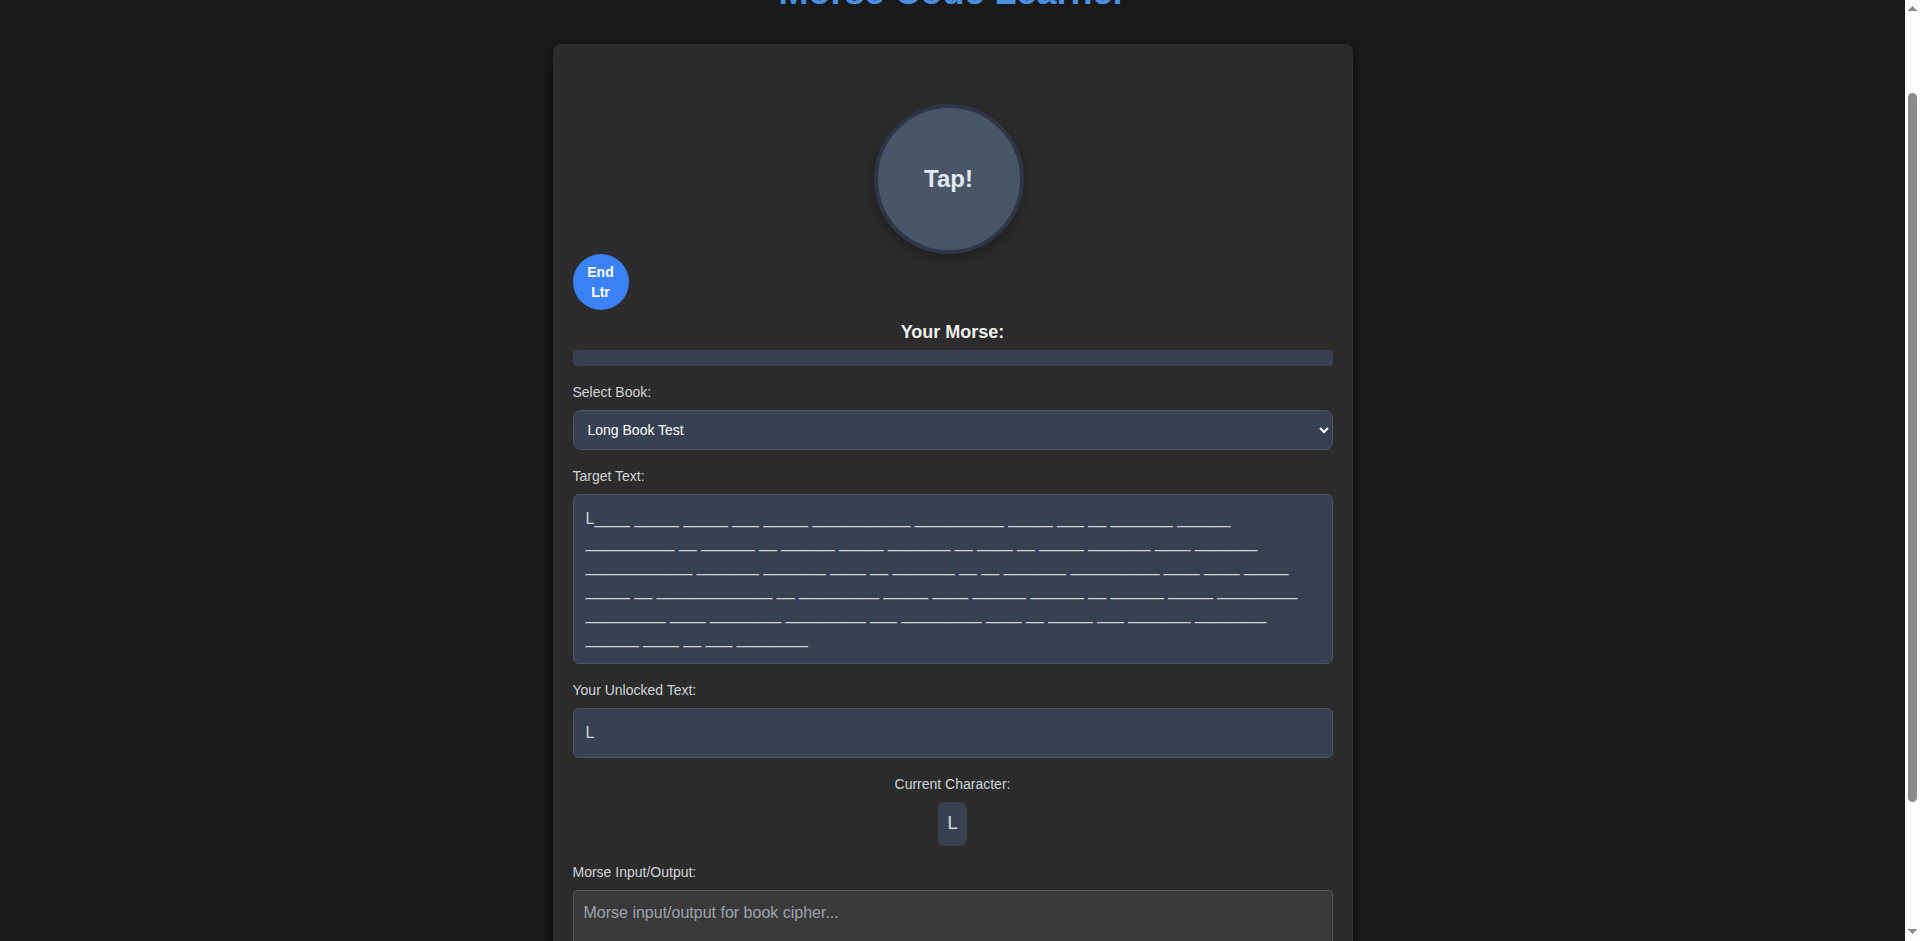 Morse Code Learner
Tap!
End
Ltr
Your Morse:
Select Book:
Long Book Test
Target Text:
L____ _____ _____ ___ _____ ___________ __________ _____ ___ __ _______ ______
__________ __ ______ __ ______ _____ _______ __ ____ __ _____ _______ ____ _______
____________ _______ _______ ____ __ _______ __ __ _______ __________ ____ ____ _____
_____ __ _____________ __ _________ _____ ____ ______ ______ __ ______ _____ _________
_________ ____ ________ _________ ___ _________ ____ __ _____ ___ _______ ________
______ ____ __ ___ ________
Your Unlocked Text:
L
Current Character:
L
Morse Input/Output:
Morse input/output for book cipher...